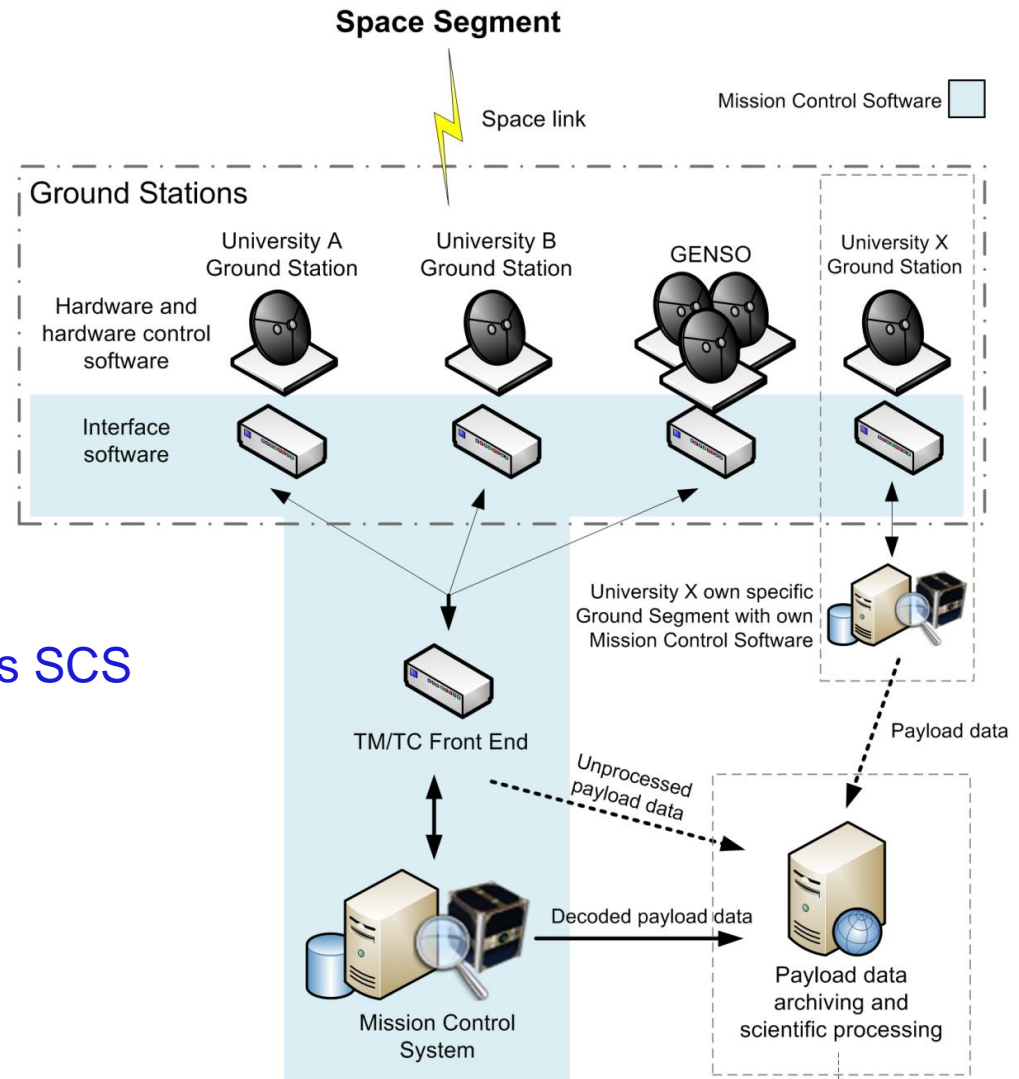 Space Segment
Mission Control Software
Space link
Ground Stations
University A
Ground Station
University B
Ground Station
GENSO
University X
Ground Station
Hardware and
hardware control
software
Interface
software
University X own specific
Ground Segment with own
Mission Control Software
s SCS
TM/TC Front End
Payload data
Unprocessed
payload data
Decoded payload data
Mission Control
System
Payload data
archiving and
scientific processing